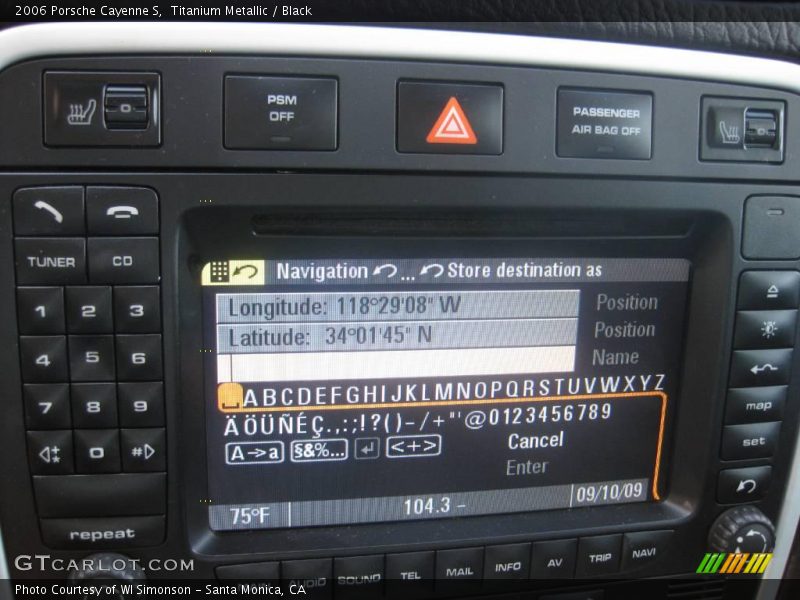 2006 Porsche Cayenne S,  Titanium Metallic / Black
PSM
OFF
PASSENGER
AIR BAG OFF
TUNER
CD
1
2
3
4
5
6
7
8
9
0
#
repeat
Navigation ... Store destination as
Longitude: 118°29'08" W
Position
Latitude: 34°01'45" N
Position
Name
ABCDEFGHIJKLMNOPQRSTUVWXYZ
ÄÖÜÑÉÇ.,:;!?()-/+"'@0123456789
A->a
§&%...
<+>
Cancel
Enter
75°F
104.3 -
09/10/09
map
set
AUDIO
SOUND
TEL
MAIL
INFO
AV
TRIP
NAVI
GTCARLOT.COM
Photo Courtesy of WI Simonson - Santa Monica, CA